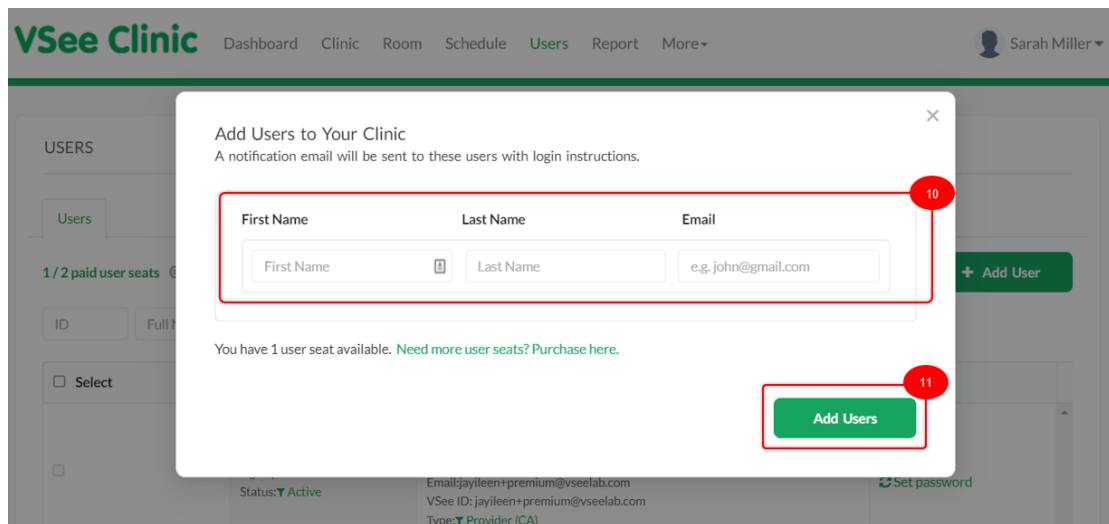 VSee Clinic Dashboard Clinic Room Schedule Users Report More Sarah Miller
Add Users to Your Clinic
A notification email will be sent to these users with login instructions.
USERS
10
First Name Last Name Email
Users
First Name Last Name e.g. john@gmail.com
1 / 2 paid user seats
+ Add User
ID Full
You have 1 user seat available. Need more user seats? Purchase here.
Select
11
Add Users
Email:jayileen+premium@vseelab.com
Set password
Status: Active
VSee ID: jayileen+premium@vseelab.com
Type: Provider (CA)